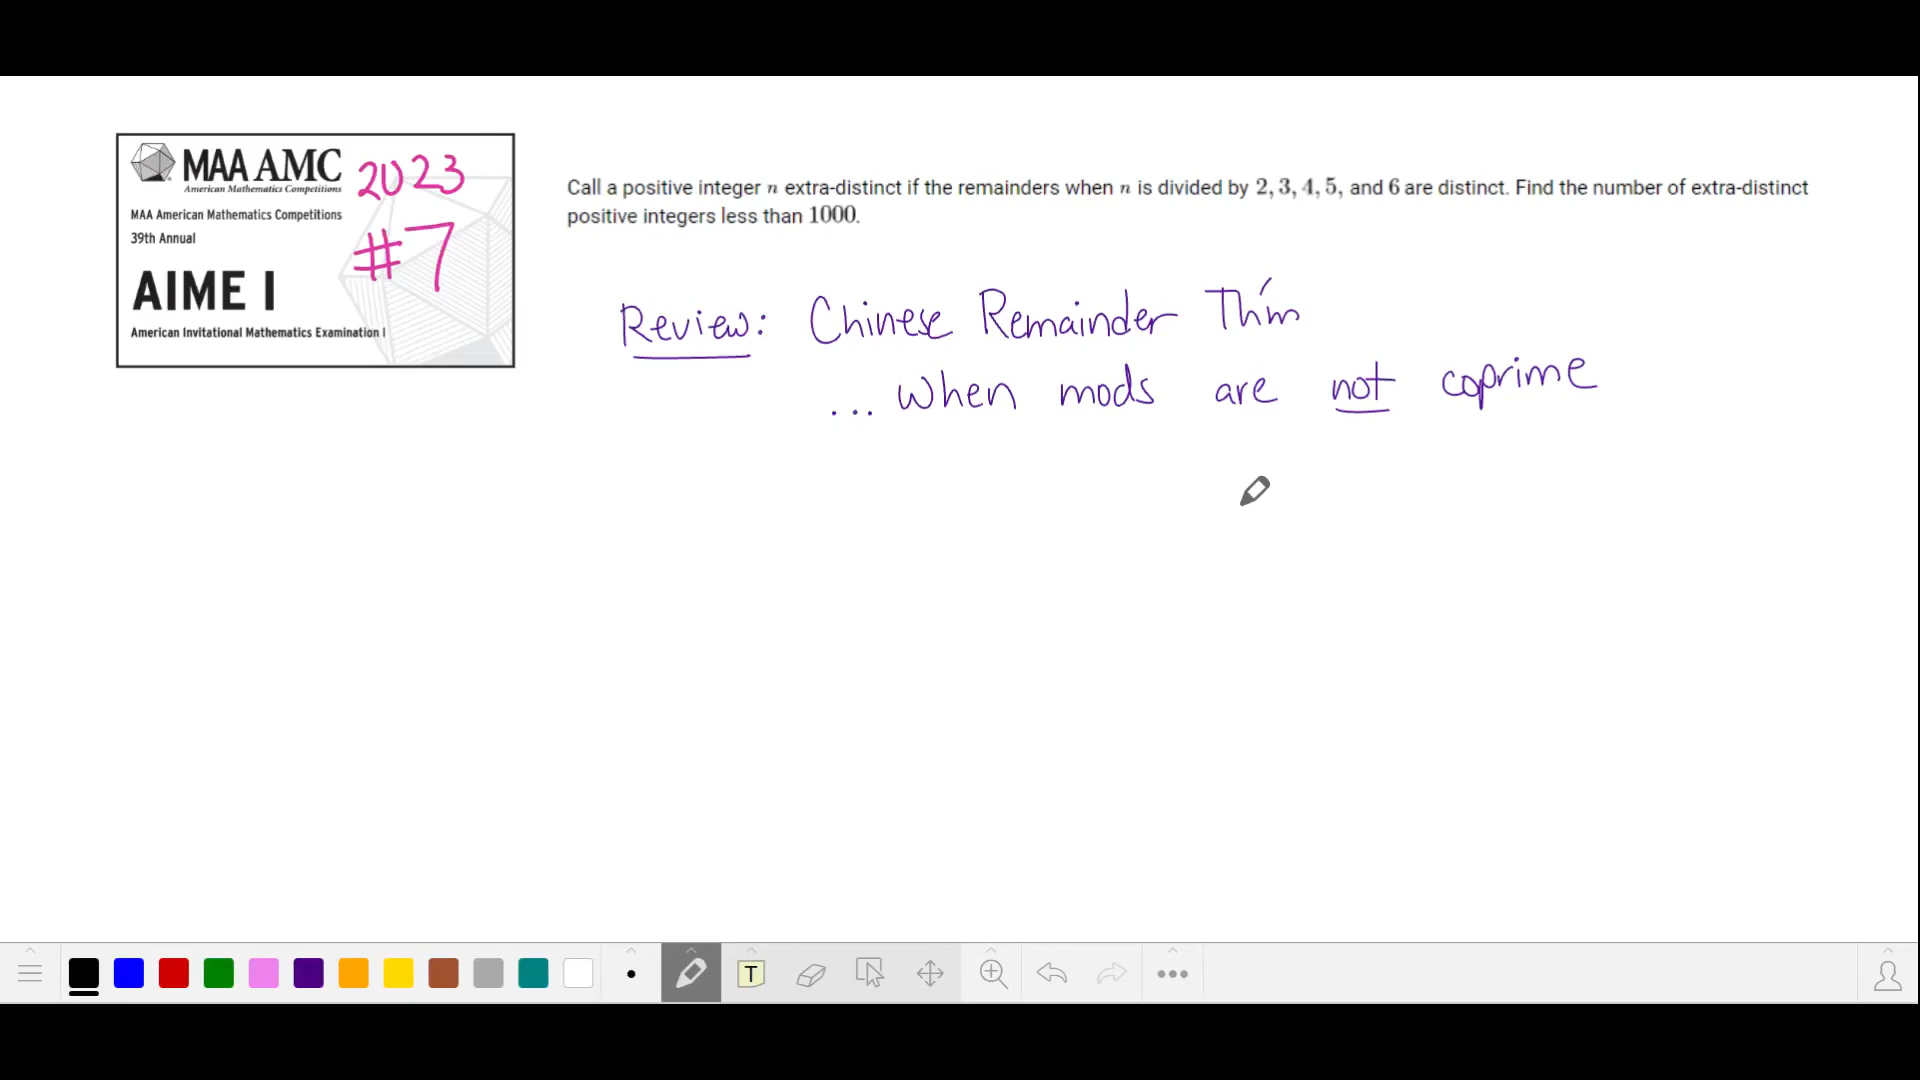 MAA AMC
American Mathematics Competitions
MAA American Mathematics Competitions
39th Annual
AIME I
American Invitational Mathematics Examination I
2023
#7
Call a positive integer n extra-distinct if the remainders when n is divided by 2, 3, 4, 5, and 6 are distinct. Find the number of extra-distinct
positive integers less than 1000.
Review: Chinese Remainder Th'm
... when mods are not coprime
T